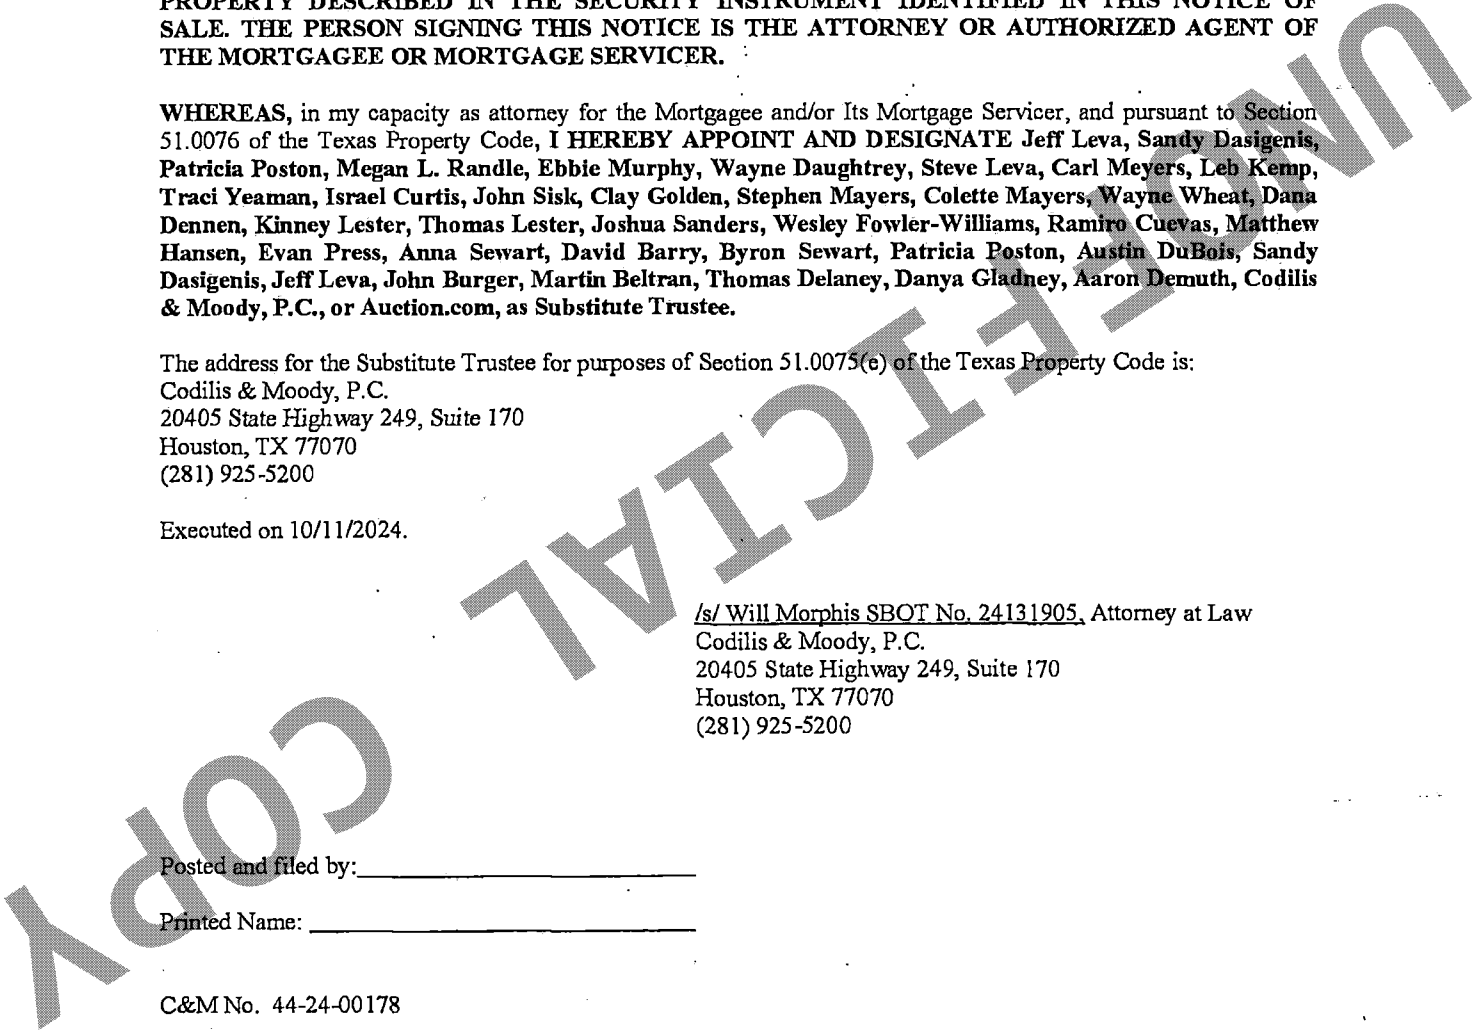 PROPERTY DESCRIBED IN THE SECURITY INSTRUMENT IDENTIFIED IN THIS NOTICE OF
SALE. THE PERSON SIGNING THIS NOTICE IS THE ATTORNEY OR AUTHORIZED AGENT OF
THE MORTGAGEE OR MORTGAGE SERVICER.
WHEREAS, in my capacity as attorney for the Mortgagee and/or Its Mortgage Servicer, and pursuant to Section
51.0076 of the Texas Property Code, I HEREBY APPOINT AND DESIGNATE Jeff Leva, Sandy Dasigenis,
Patricia Poston, Megan L. Randle, Ebbie Murphy, Wayne Daughtrey, Steve Leva, Carl Meyers, Leb Kemp,
Traci Yeaman, Israel Curtis, John Sisk, Clay Golden, Stephen Mayers, Colette Mayers, Wayne Wheat, Dana
Dennen, Kinney Lester, Thomas Lester, Joshua Sanders, Wesley Fowler-Williams, Ramiro Cuevas, Matthew
Hansen, Evan Press, Anna Sewart, David Barry, Byron Sewart, Patricia Poston, Austin DuBois, Sandy
Dasigenis, Jeff Leva, John Burger, Martin Beltran, Thomas Delaney, Danya Gladney, Aaron Demuth, Codilis
& Moody, P.C., or Auction.com, as Substitute Trustee.
The address for the Substitute Trustee for purposes of Section 51.0075(e) of the Texas Property Code is:
Codilis & Moody, P.C.
20405 State Highway 249, Suite 170
Houston, TX 77070
(281) 925-5200
Executed on 10/11/2024.
/s/ Will Morphis SBOT No. 24131905, Attorney at Law
Codilis & Moody, P.C.
20405 State Highway 249, Suite 170
Houston, TX 77070
(281) 925-5200
Posted and filed by:
Printed Name:
C&M No. 44-24-00178
UNOFFICIAL COPY